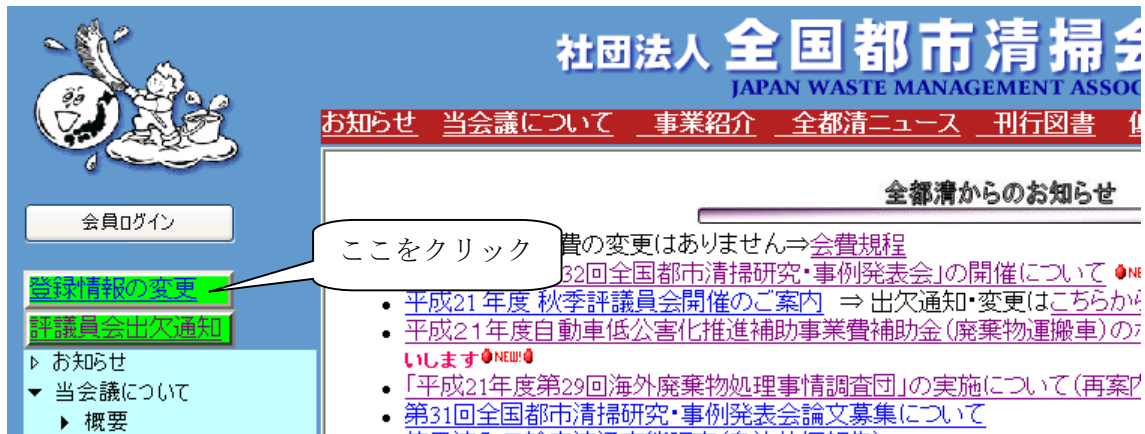 社団法人 全国都市清掃
JAPAN WASTE MANAGEMENT ASSOC
お知らせ 当会議について 事業紹介 全都清ニュース 刊行図書
全都清からのお知らせ
会員ログイン
ここをクリック
費の変更はありません⇒会費規程
32回全国都市清掃研究・事例発表会」の開催について
登録情報の変更
• 平成21年度 秋季評議員会開催のご案内 ⇒ 出欠通知・変更はこちらから
評議員会出欠通知
• 平成21年度自動車低公害化推進補助事業費補助金(廃棄物運搬車)の
いします NEW!
▷ お知らせ
• 「平成21年度第29回海外廃棄物処理事情調査団」の実施について(再案内
▼ 当会議について
• 第31回全国都市清掃研究・事例発表会論文募集について
▶ 概要